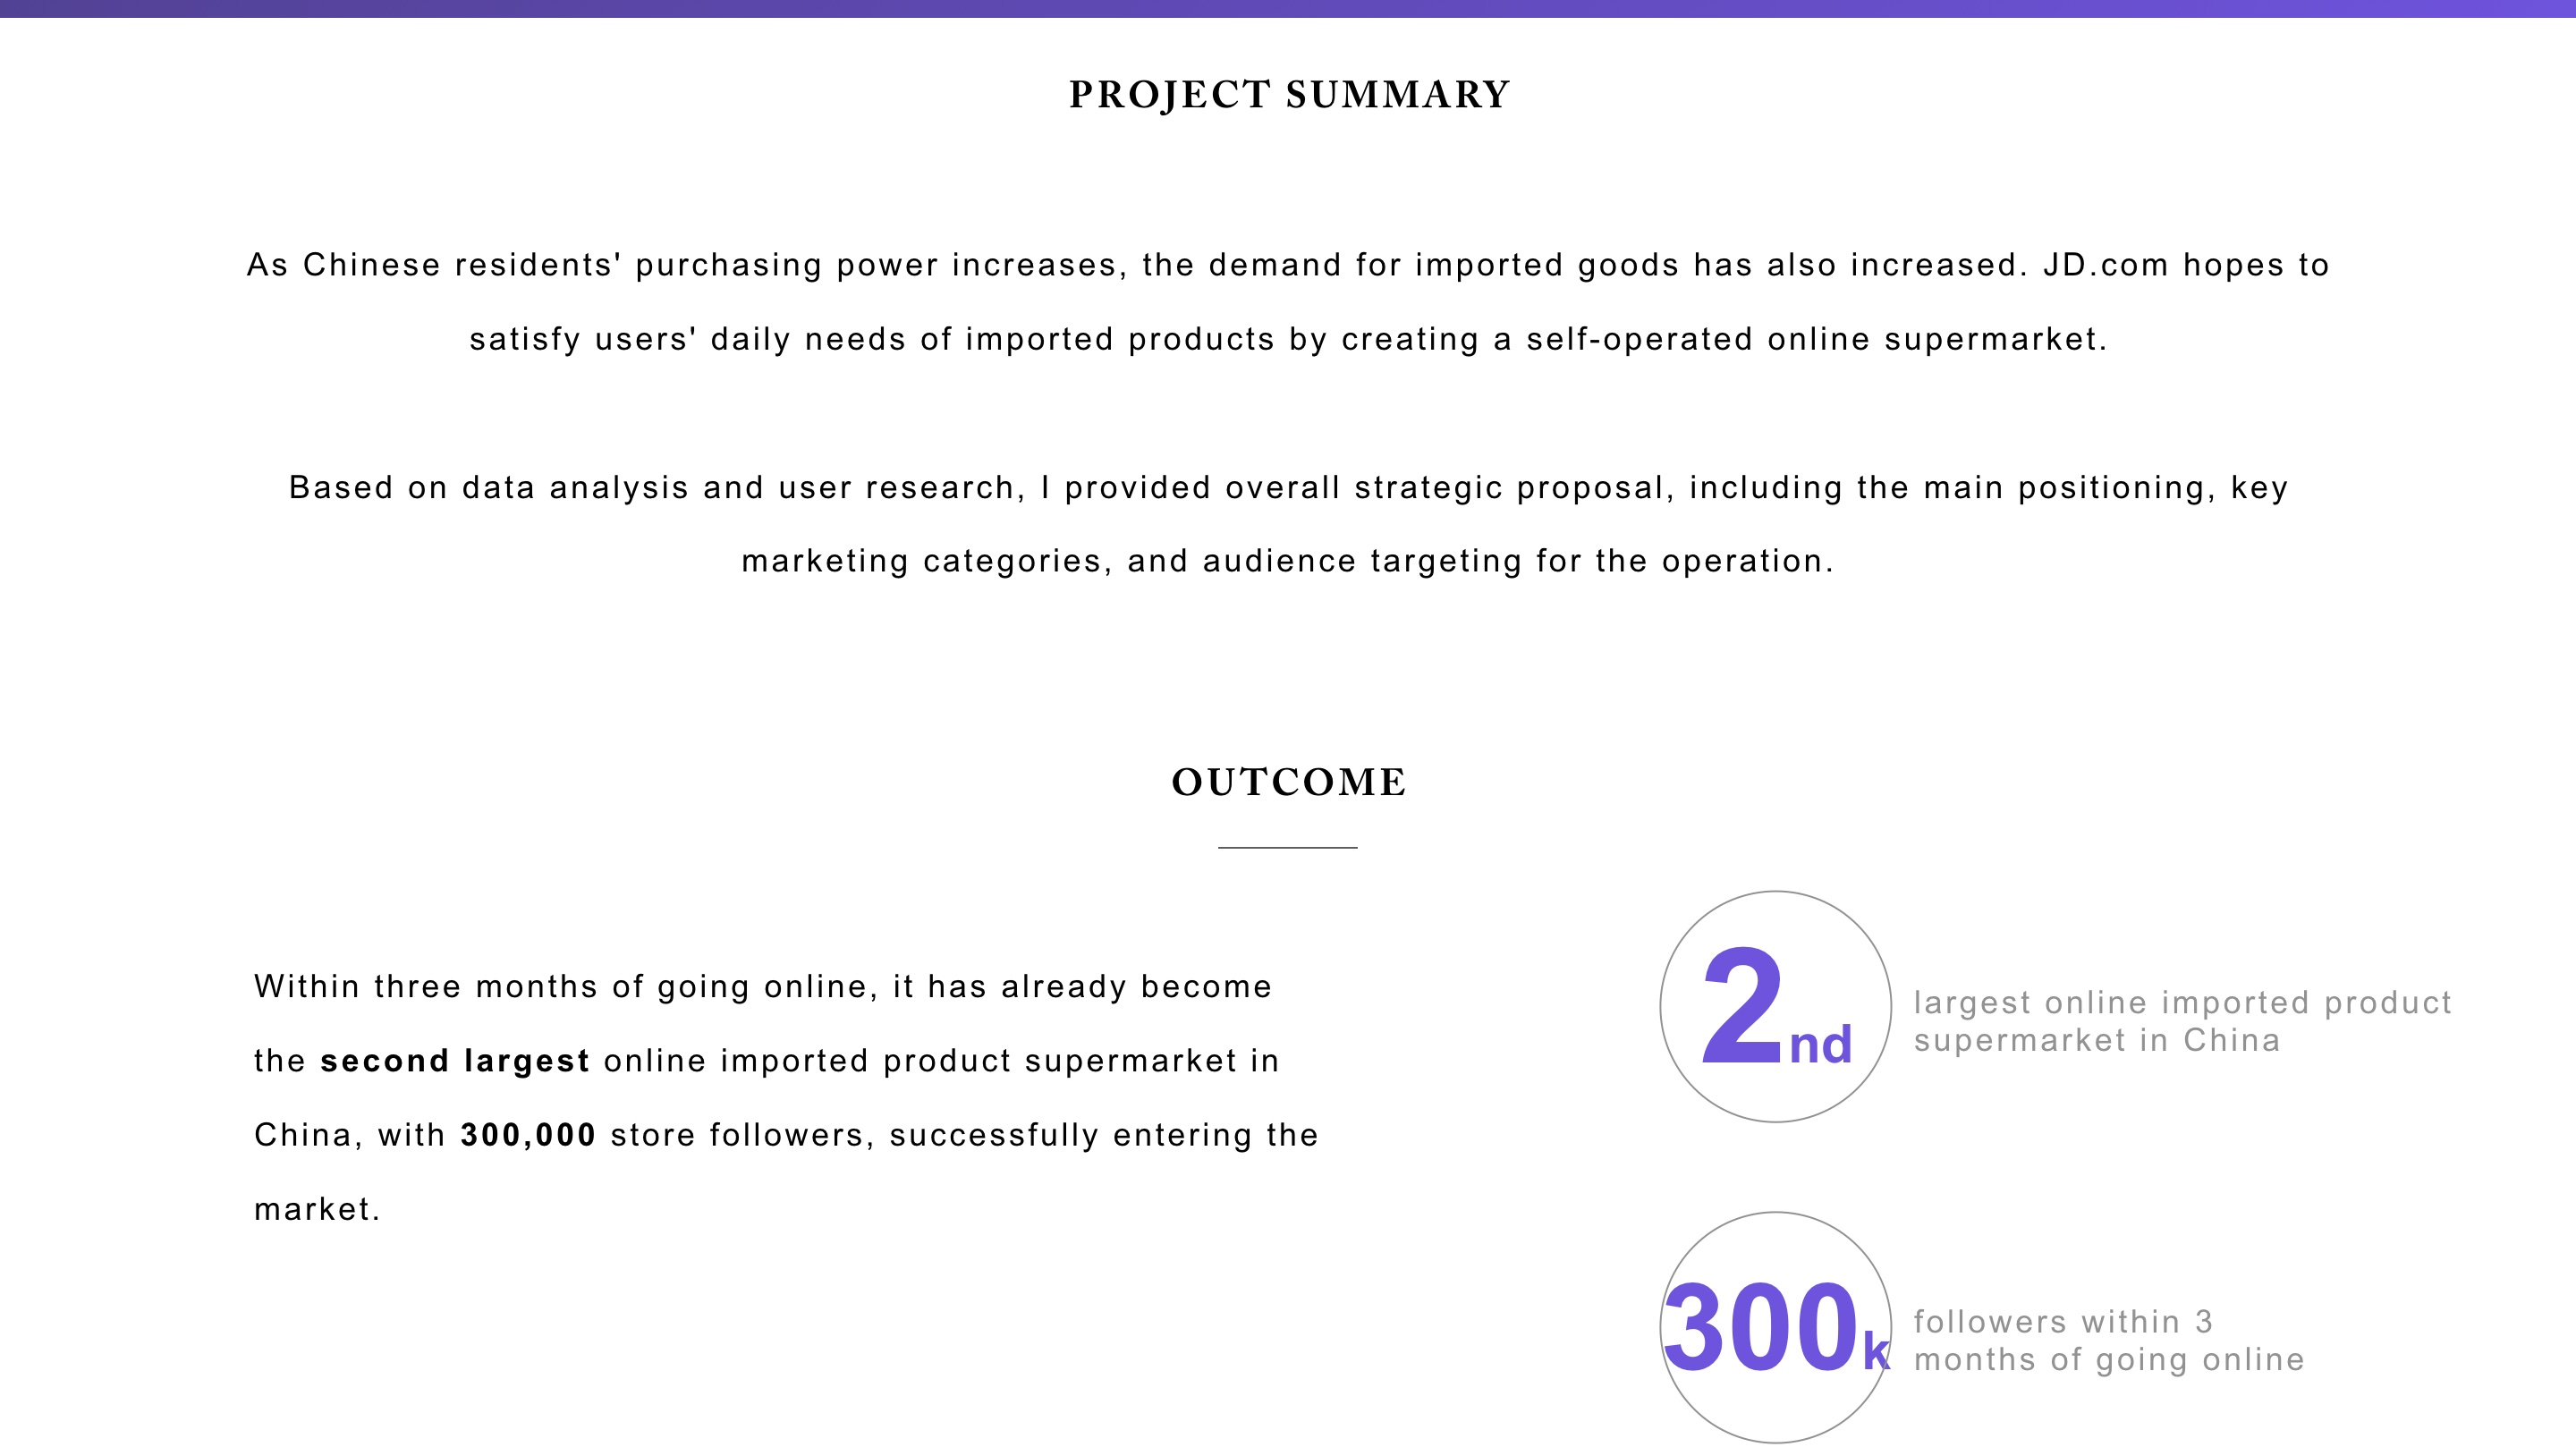 PROJECT SUMMARY
As Chinese residents' purchasing power increases, the demand for imported goods has also increased. JD.com hopes to
satisfy users' daily needs of imported products by creating a self-operated online supermarket.
Based on data analysis and user research, I provided overall strategic proposal, including the main positioning, key
marketing categories, and audience targeting for the operation.
OUTCOME
Within three months of going online, it has already become
the second largest online imported product supermarket in
China, with 300,000 store followers, successfully entering the
market.
2nd
largest online imported product
supermarket in China
300k
followers within 3
months of going online